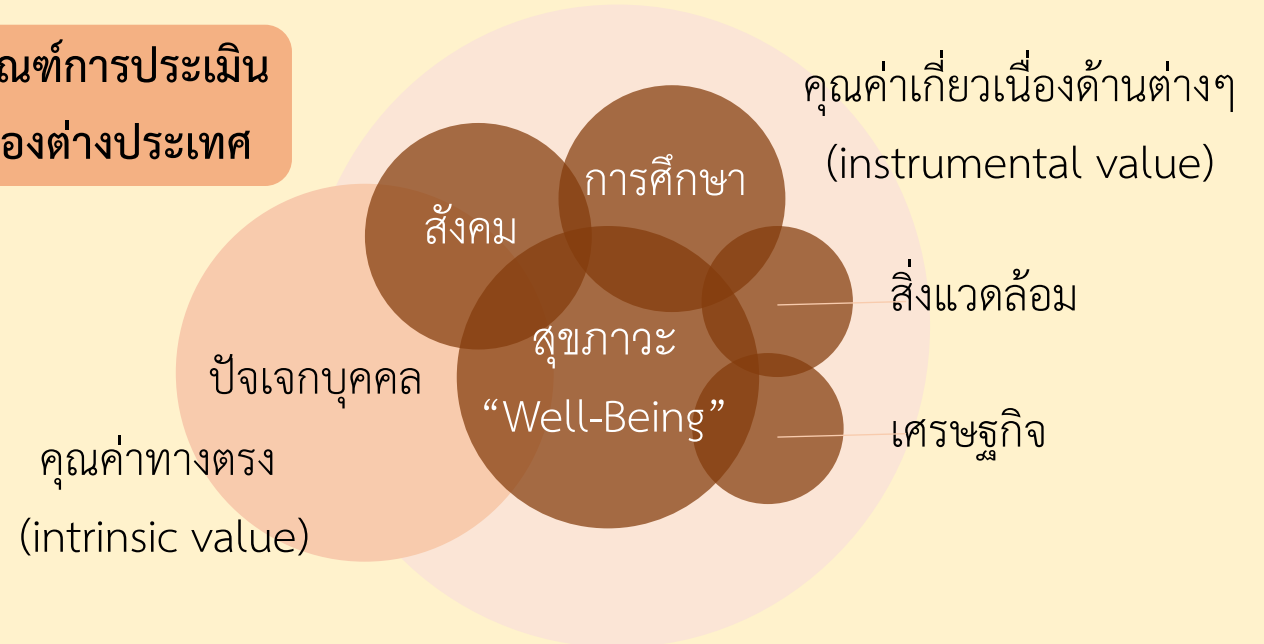 ณฑ์การประเมิน
องต่างประเทศ
คุณค่าเกี่ยวเนื่องด้านต่างๆ
(instrumental value)
การศึกษา
สังคม
สิ่งแวดล้อม
สุขภาวะ
“Well-Being”
ปัจเจกบุคคล
เศรษฐกิจ
คุณค่าทางตรง
(intrinsic value)